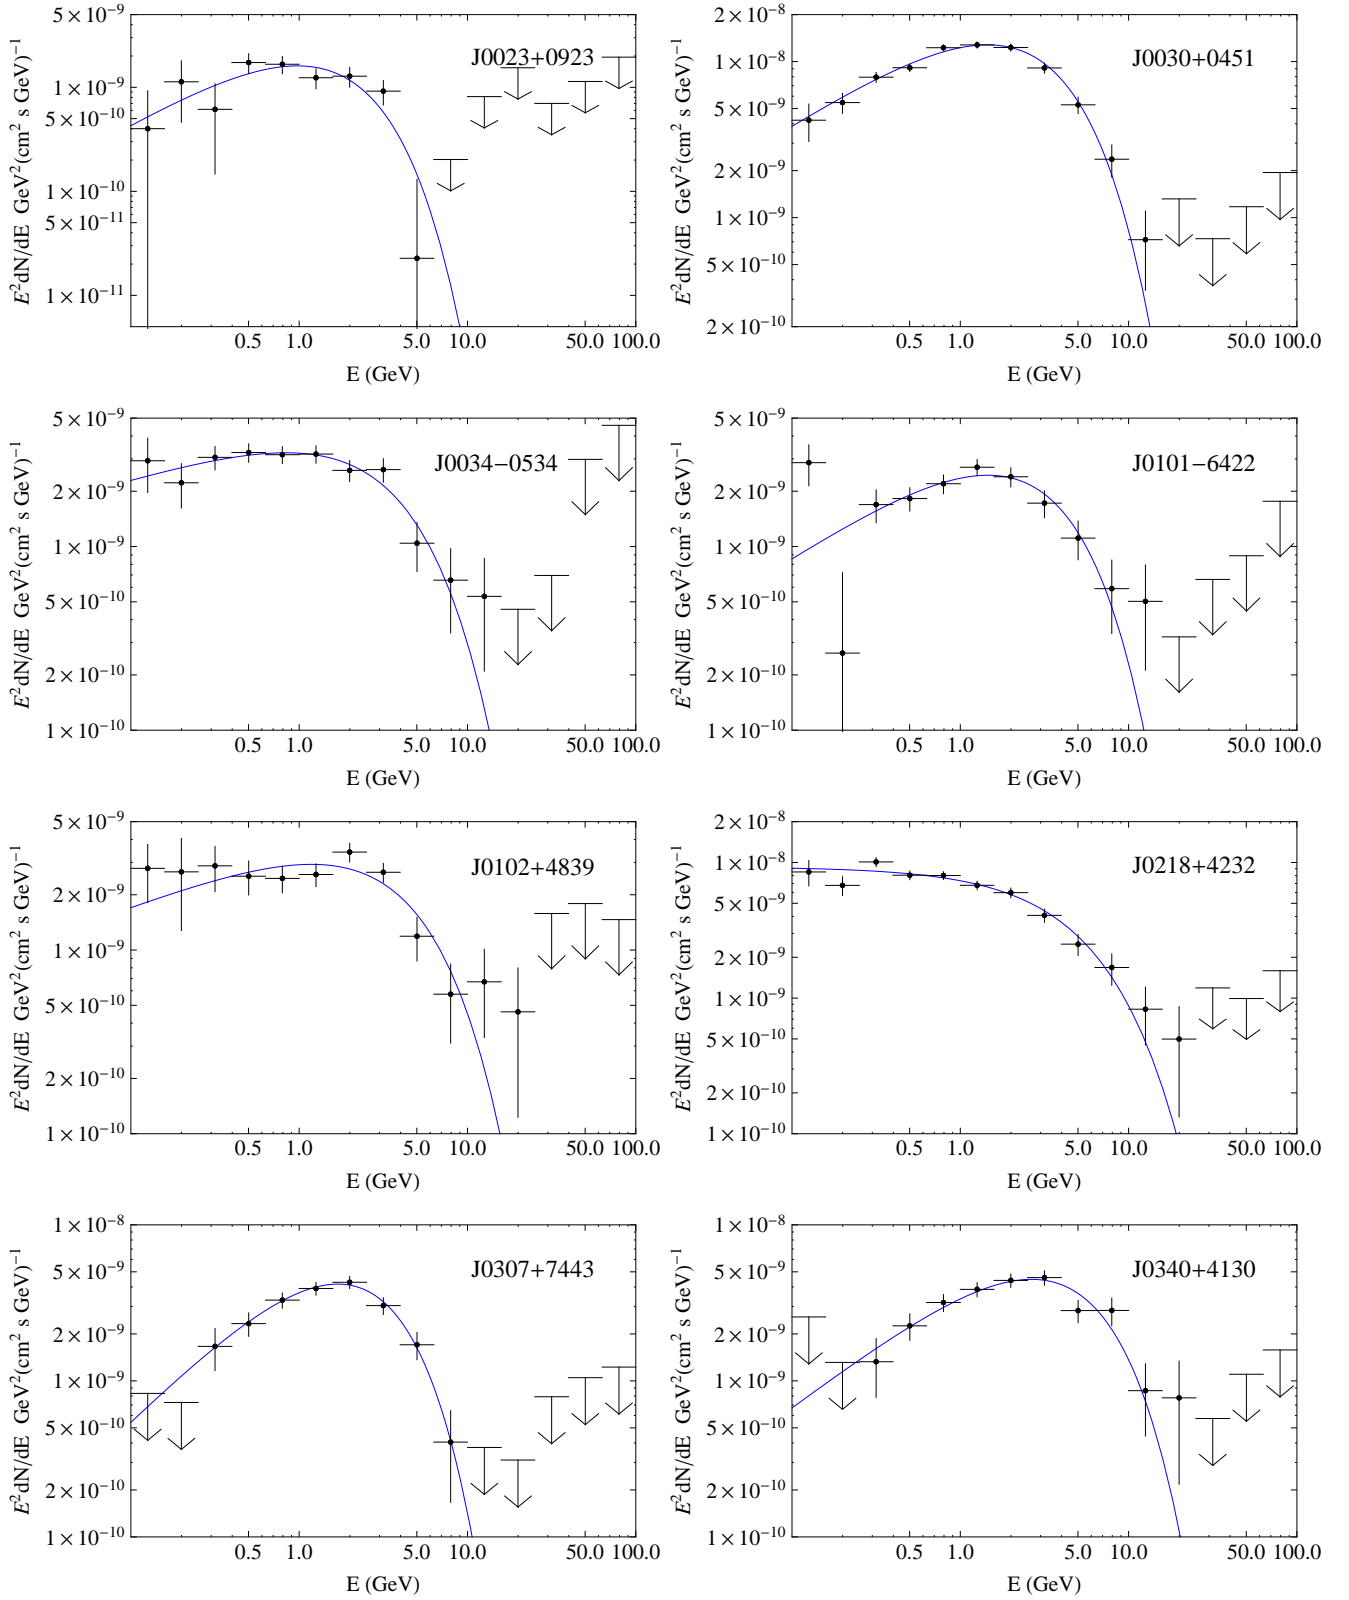 J0023+0923
5×10⁻⁹
1×10⁻⁹
5×10⁻¹⁰
1×10⁻¹⁰
5×10⁻¹¹
1×10⁻¹¹
E²dN/dE GeV²(cm² s GeV)⁻¹
0.5 1.0 5.0 10.0 50.0 100.0
E (GeV)
J0030+0451
2×10⁻⁸
1×10⁻⁸
5×10⁻⁹
2×10⁻⁹
1×10⁻⁹
5×10⁻¹⁰
2×10⁻¹⁰
E²dN/dE GeV²(cm² s GeV)⁻¹
0.5 1.0 5.0 10.0 50.0 100.0
E (GeV)
J0034−0534
5×10⁻⁹
2×10⁻⁹
1×10⁻⁹
5×10⁻¹⁰
2×10⁻¹⁰
1×10⁻¹⁰
E²dN/dE GeV²(cm² s GeV)⁻¹
0.5 1.0 5.0 10.0 50.0 100.0
E (GeV)
J0101−6422
5×10⁻⁹
2×10⁻⁹
1×10⁻⁹
5×10⁻¹⁰
2×10⁻¹⁰
1×10⁻¹⁰
E²dN/dE GeV²(cm² s GeV)⁻¹
0.5 1.0 5.0 10.0 50.0 100.0
E (GeV)
J0102+4839
5×10⁻⁹
2×10⁻⁹
1×10⁻⁹
5×10⁻¹⁰
2×10⁻¹⁰
1×10⁻¹⁰
E²dN/dE GeV²(cm² s GeV)⁻¹
0.5 1.0 5.0 10.0 50.0 100.0
E (GeV)
J0218+4232
2×10⁻⁸
1×10⁻⁸
5×10⁻⁹
2×10⁻⁹
1×10⁻⁹
5×10⁻¹⁰
2×10⁻¹⁰
1×10⁻¹⁰
E²dN/dE GeV²(cm² s GeV)⁻¹
0.5 1.0 5.0 10.0 50.0 100.0
E (GeV)
J0307+7443
1×10⁻⁸
5×10⁻⁹
2×10⁻⁹
1×10⁻⁹
5×10⁻¹⁰
2×10⁻¹⁰
1×10⁻¹⁰
E²dN/dE GeV²(cm² s GeV)⁻¹
0.5 1.0 5.0 10.0 50.0 100.0
E (GeV)
J0340+4130
1×10⁻⁸
5×10⁻⁹
2×10⁻⁹
1×10⁻⁹
5×10⁻¹⁰
2×10⁻¹⁰
1×10⁻¹⁰
E²dN/dE GeV²(cm² s GeV)⁻¹
0.5 1.0 5.0 10.0 50.0 100.0
E (GeV)